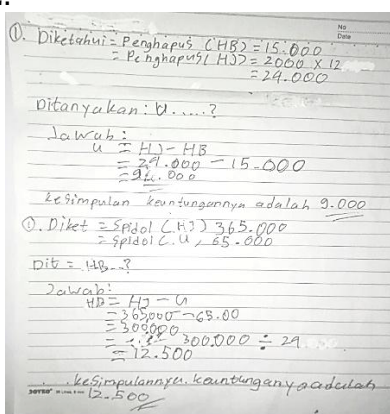 No
Date
①. Diketahui = Penghapus (HB) = 15.000
= Penghapus (HJ) = 2000 x 12
= 24.000
Ditanyakan : U.....?
Jawab :
U = HJ - HB
= 24.000 - 15.000
= 9.000
Kesimpulan keuntungannya adalah 9.000
①. Diket = Spidol (HJ) 365.000
= Spidol (U, 65.000
Dit = HB..?
Jawab:
HB = HJ - U
= 365,000 - 65.00
= 300.000
= 300.000 ÷ 24
= 12.500
kesimpulannya. keuntungannya adalah
12.500